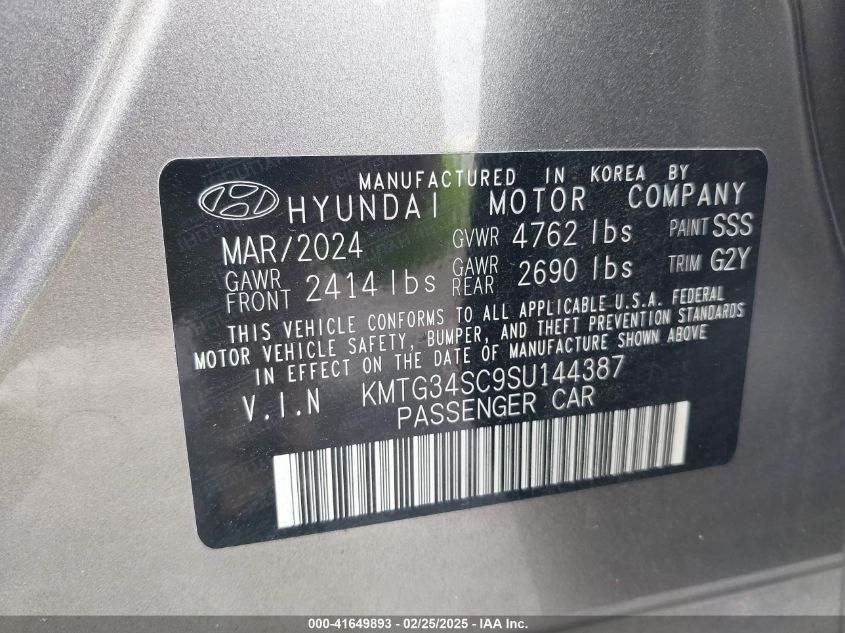 MANUFACTURED IN KOREA BY
HYUNDAI MOTOR COMPANY
MAR/2024 GVWR 4762 lbs PAINT SSS
GAWR FRONT 2414 lbs GAWR REAR 2690 lbs TRIM G2Y
THIS VEHICLE CONFORMS TO ALL APPLICABLE U.S.A. FEDERAL
MOTOR VEHICLE SAFETY, BUMPER, AND THEFT PREVENTION STANDARDS
IN EFFECT ON THE DATE OF MANUFACTURE SHOWN ABOVE
V.I.N KMTG34SC9SU144387
PASSENGER CAR
000-41649893 - 02/25/2025 - IAA Inc.